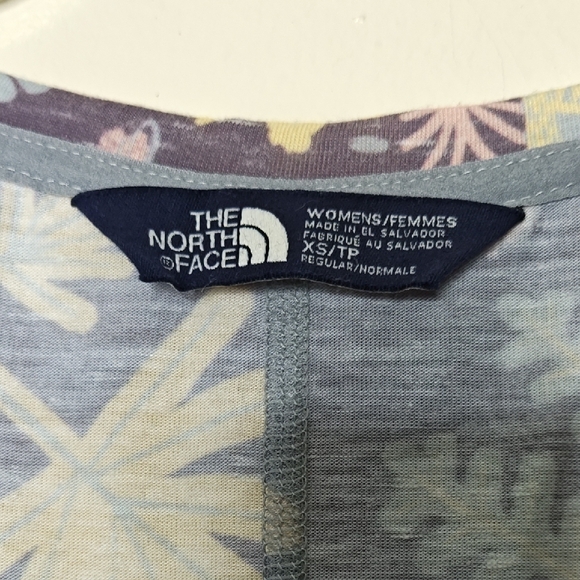 THE
NORTH
FACE
WOMENS/FEMMES
MADE IN EL SALVADOR
FABRIQUÉ AU SALVADOR
XS/TP
REGULAR/NORMALE